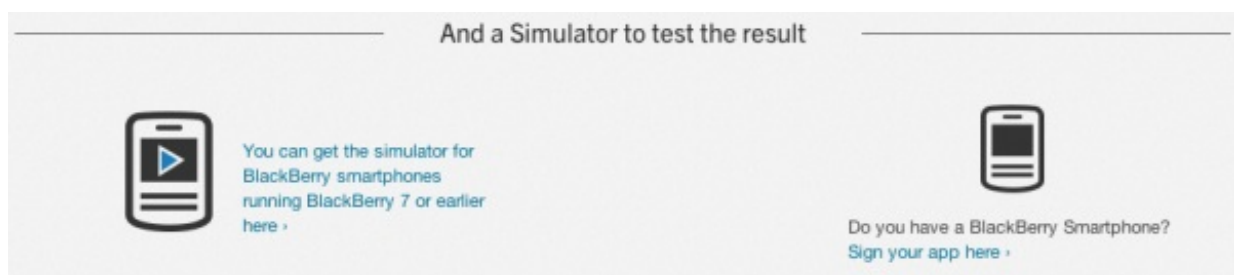 And a Simulator to test the result
You can get the simulator for
BlackBerry smartphones
running BlackBerry 7 or earlier
here ›
Do you have a BlackBerry Smartphone?
Sign your app here ›